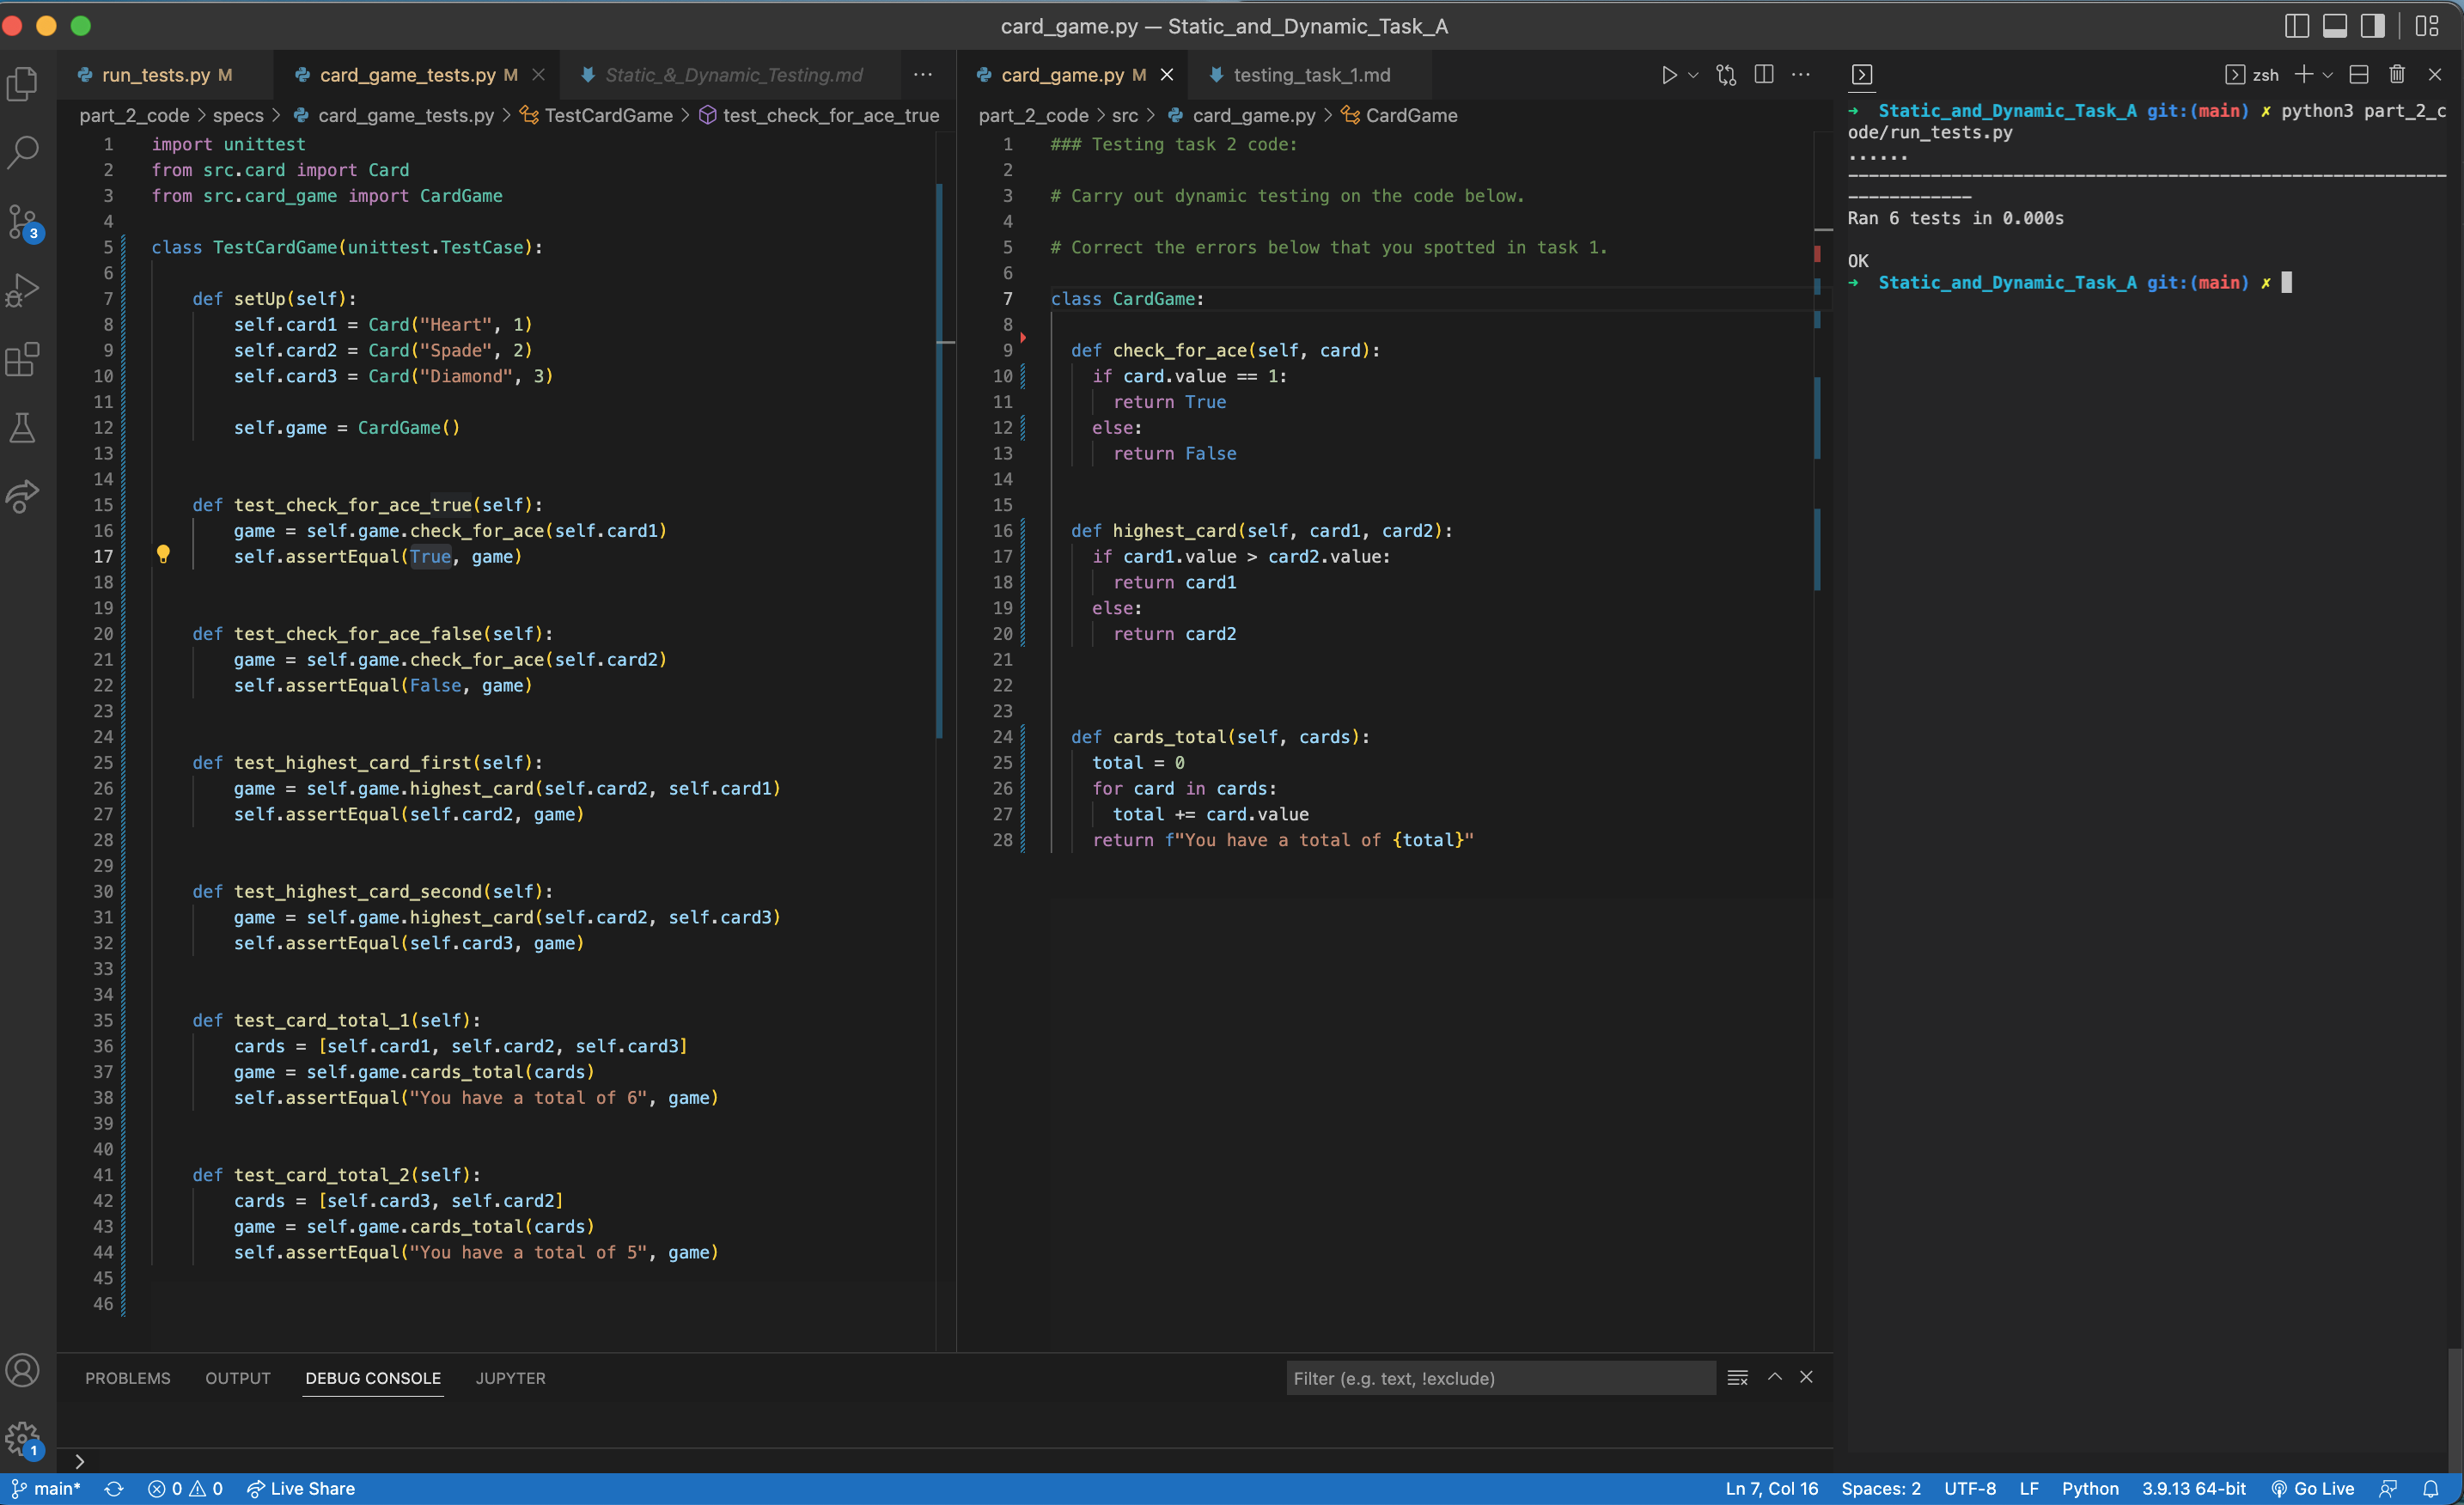 card_game.py — Static_and_Dynamic_Task_A
run_tests.py M
card_game_tests.py M
Static_&_Dynamic_Testing.md
part_2_code > specs > card_game_tests.py > TestCardGame > test_check_for_ace_true
1 import unittest
2 from src.card import Card
3 from src.card_game import CardGame
4
5 class TestCardGame(unittest.TestCase):
6
7 def setUp(self):
8 self.card1 = Card("Heart", 1)
9 self.card2 = Card("Spade", 2)
10 self.card3 = Card("Diamond", 3)
11
12 self.game = CardGame()
13
14
15 def test_check_for_ace_true(self):
16 game = self.game.check_for_ace(self.card1)
17 self.assertEqual(True, game)
18
19
20 def test_check_for_ace_false(self):
21 game = self.game.check_for_ace(self.card2)
22 self.assertEqual(False, game)
23
24
25 def test_highest_card_first(self):
26 game = self.game.highest_card(self.card2, self.card1)
27 self.assertEqual(self.card2, game)
28
29
30 def test_highest_card_second(self):
31 game = self.game.highest_card(self.card2, self.card3)
32 self.assertEqual(self.card3, game)
33
34
35 def test_card_total_1(self):
36 cards = [self.card1, self.card2, self.card3]
37 game = self.game.cards_total(cards)
38 self.assertEqual("You have a total of 6", game)
39
40
41 def test_card_total_2(self):
42 cards = [self.card3, self.card2]
43 game = self.game.cards_total(cards)
44 self.assertEqual("You have a total of 5", game)
45
46
card_game.py M
testing_task_1.md
part_2_code > src > card_game.py > CardGame
1 ### Testing task 2 code:
2
3 # Carry out dynamic testing on the code below.
4
5 # Correct the errors below that you spotted in task 1.
6
7 class CardGame:
8
9 def check_for_ace(self, card):
10 if card.value == 1:
11 return True
12 else:
13 return False
14
15
16 def highest_card(self, card1, card2):
17 if card1.value > card2.value:
18 return card1
19 else:
20 return card2
21
22
23
24 def cards_total(self, cards):
25 total = 0
26 for card in cards:
27 total += card.value
28 return f"You have a total of {total}"
zsh
→ Static_and_Dynamic_Task_A git:(main) ✗ python3 part_2_c
ode/run_tests.py
......
----------------------------------------------------------
------------
Ran 6 tests in 0.000s
OK
→ Static_and_Dynamic_Task_A git:(main) ✗
3
1
PROBLEMS OUTPUT DEBUG CONSOLE JUPYTER
Filter (e.g. text, !exclude)
>
main* 0 0 Live Share
Ln 7, Col 16 Spaces: 2 UTF-8 LF Python 3.9.13 64-bit Go Live